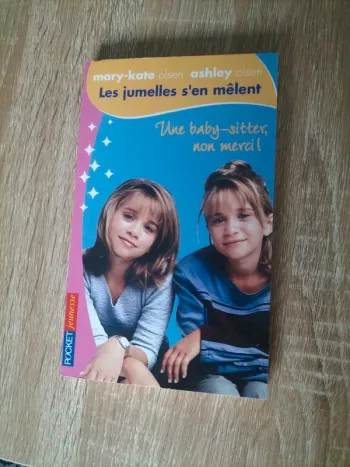 mary-kate olsen ashley olsen
Les jumelles s'en mêlent
Une baby-sitter,
non merci !
POCKET jeunesse